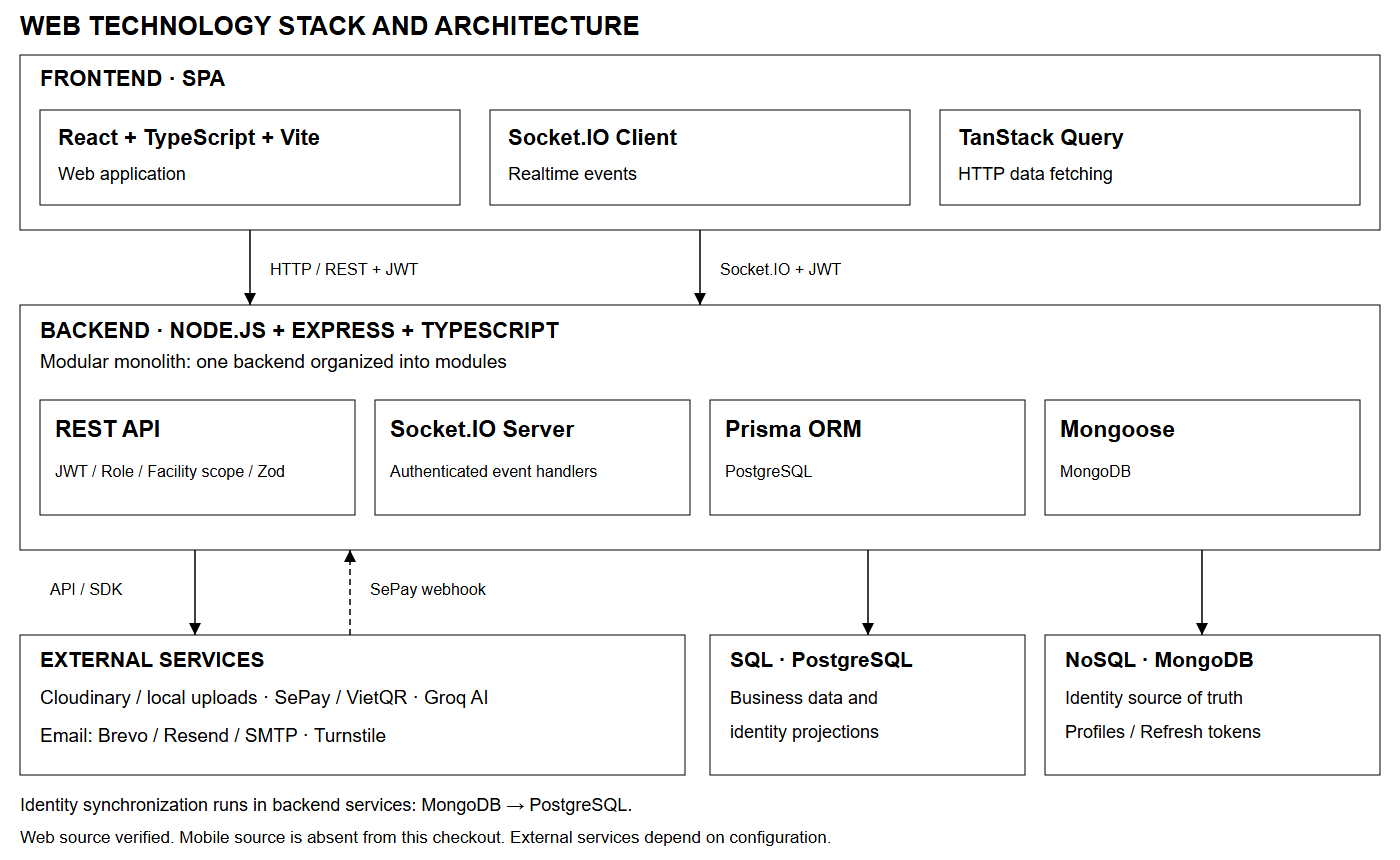 WEB TECHNOLOGY STACK AND ARCHITECTURE
FRONTEND · SPA
React + TypeScript + Vite
Web application
Socket.IO Client
Realtime events
TanStack Query
HTTP data fetching
HTTP / REST + JWT
Socket.IO + JWT
BACKEND · NODE.JS + EXPRESS + TYPESCRIPT
Modular monolith: one backend organized into modules
REST API
JWT / Role / Facility scope / Zod
Socket.IO Server
Authenticated event handlers
Prisma ORM
PostgreSQL
Mongoose
MongoDB
API / SDK
SePay webhook
EXTERNAL SERVICES
Cloudinary / local uploads · SePay / VietQR · Groq AI
Email: Brevo / Resend / SMTP · Turnstile
SQL · PostgreSQL
Business data and
identity projections
NoSQL · MongoDB
Identity source of truth
Profiles / Refresh tokens
Identity synchronization runs in backend services: MongoDB → PostgreSQL.
Web source verified. Mobile source is absent from this checkout. External services depend on configuration.